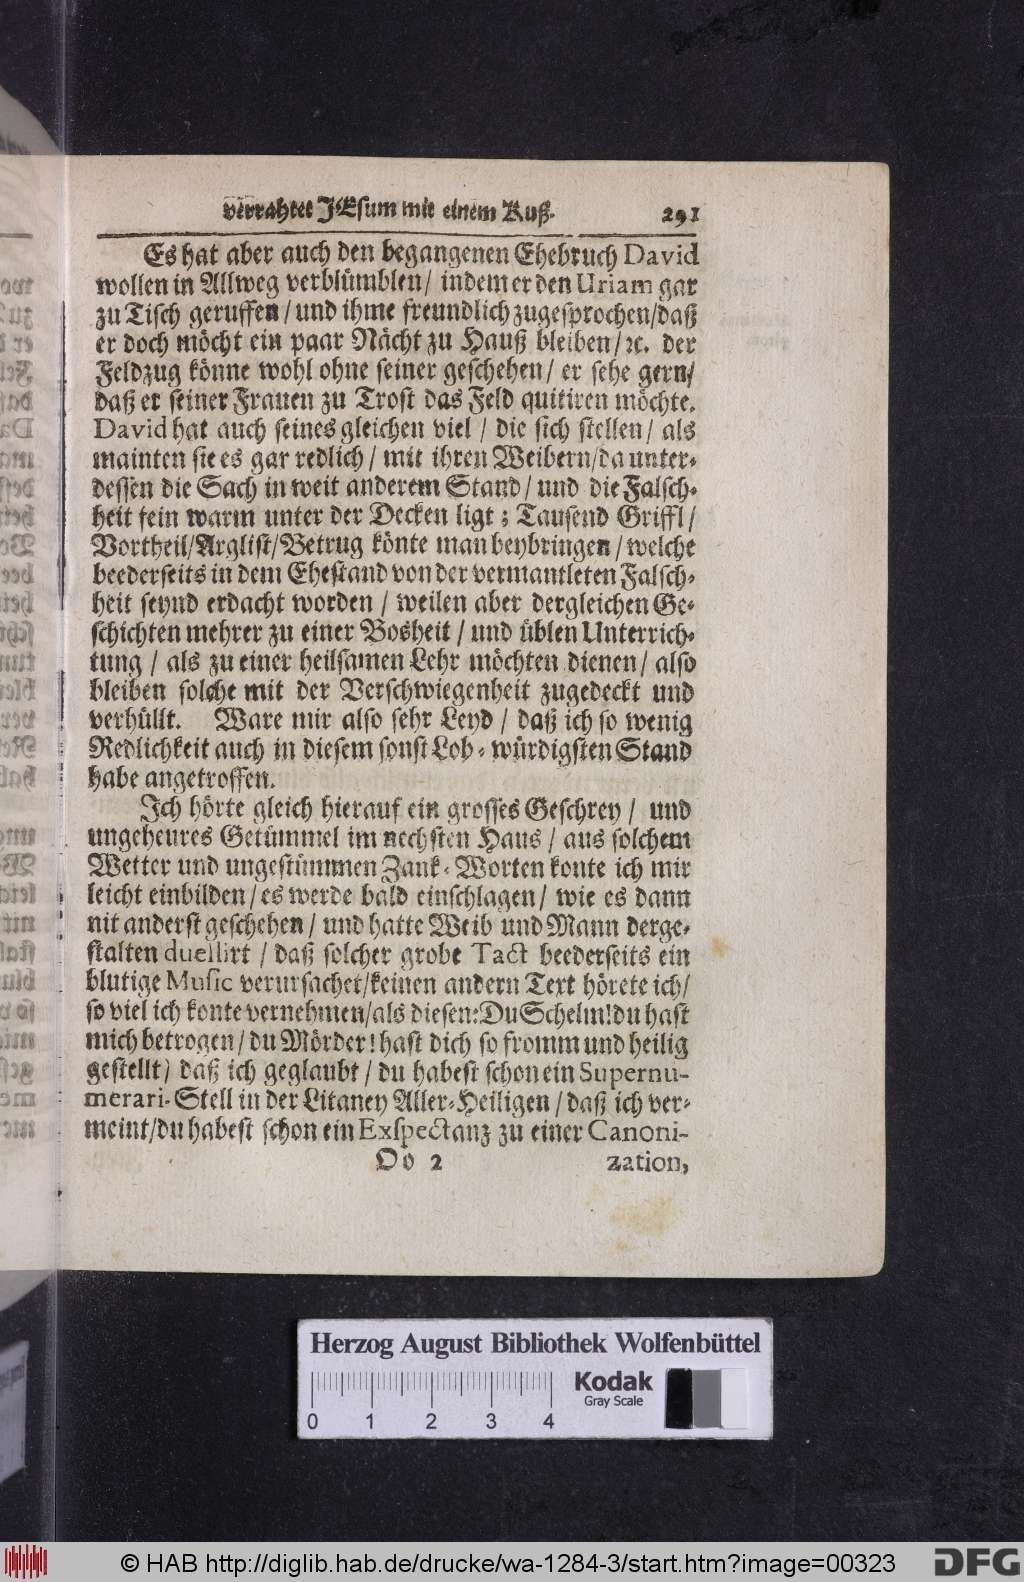 verrahtet JEsum mit einem Kuß. 291
Es hat aber auch den begangenen Ehebruch David
wollen in Allweg verblümblen / indem er den Uriam gar
zu Tisch geruffen / und ihme freundlich zugesprochen / daß
er doch möcht ein paar Nächt zu Hauß bleiben / ꝛc. der
Feldzug könne wohl ohne seiner geschehen / er sehe gern /
daß er seiner Frauen zu Trost das Feld quitiren möchte.
David hat auch seines gleichen viel / die sich stellen / als
mainten sie es gar redlich / mit ihren Weibern / da unter-
dessen die Sach in weit anderem Stand / und die Falsch-
heit fein warm unter der Decken ligt ; Tausend Griffl /
Vortheil / Arglist / Betrug könte man beybringen / welche
beederseits in dem Ehestand von der vermantleten Falsch-
heit seynd erdacht worden / weilen aber dergleichen Ge-
schichten mehrer zu einer Bosheit / und üblen Unterrich-
tung / als zu einer heilsamen Lehr möchten dienen / also
bleiben solche mit der Verschwiegenheit zugedeckt und
verhüllt. Ware mir also sehr Leyd / daß ich so wenig
Redlichkeit auch in diesem sonst Lob-würdigsten Stand
habe angetroffen.
Ich hörte gleich hierauf ein grosses Geschrey / und
ungeheures Getümmel im nechsten Haus / aus solchem
Wetter und ungestümmen Zank-Worten konte ich mir
leicht einbilden / es werde bald einschlagen / wie es dann
nit anderst geschehen / und hatte Weib und Mann derge-
stalten duellirt / daß solcher grobe Tact beederseits ein
blutige Music verursachet / keinen andern Text hörete ich /
so viel ich konte vernehmen / als diesen: Du Schelm! du hast
mich betrogen / du Mörder! hast dich so fromm und heilig
gestellt) daß ich geglaubt / du habest schon ein Supernu-
merari-Stell in der Litaney Aller-Heiligen / daß ich ver-
meint / du habest schon ein Exspectanz zu einer Canoni-
Oo 2 zation,
Herzog August Bibliothek Wolfenbüttel
Kodak
Gray Scale
0 1 2 3 4
© HAB http://diglib.hab.de/drucke/wa-1284-3/start.htm?image=00323
DFG